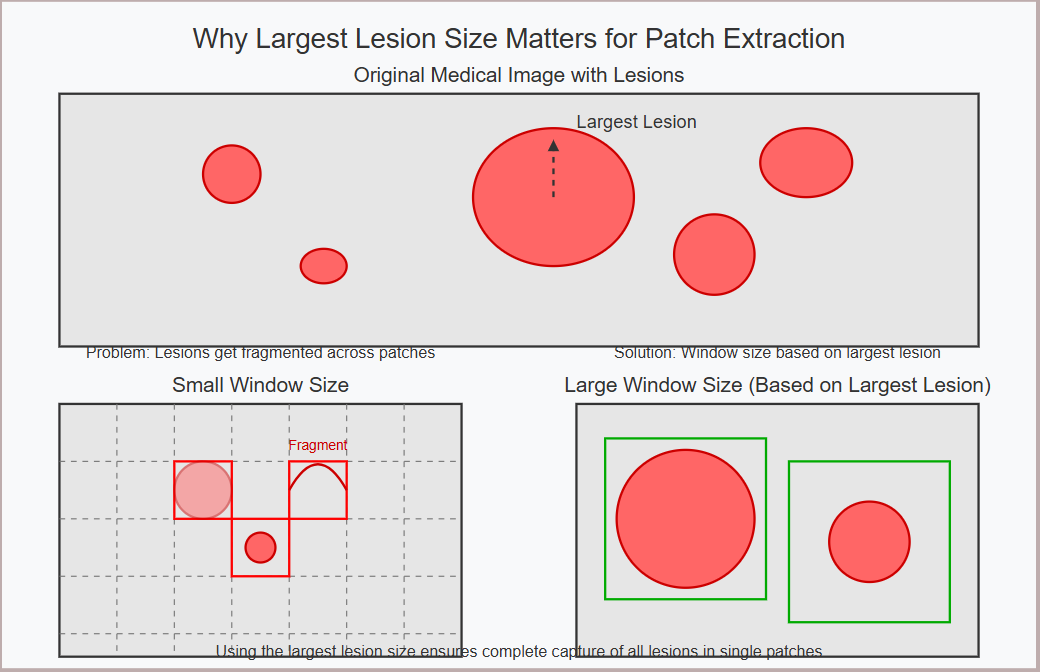 Why Largest Lesion Size Matters for Patch Extraction
Original Medical Image with Lesions
Largest Lesion
Problem: Lesions get fragmented across patches
Solution: Window size based on largest lesion
Small Window Size
Large Window Size (Based on Largest Lesion)
Fragment
Using the largest lesion size ensures complete capture of all lesions in single patches